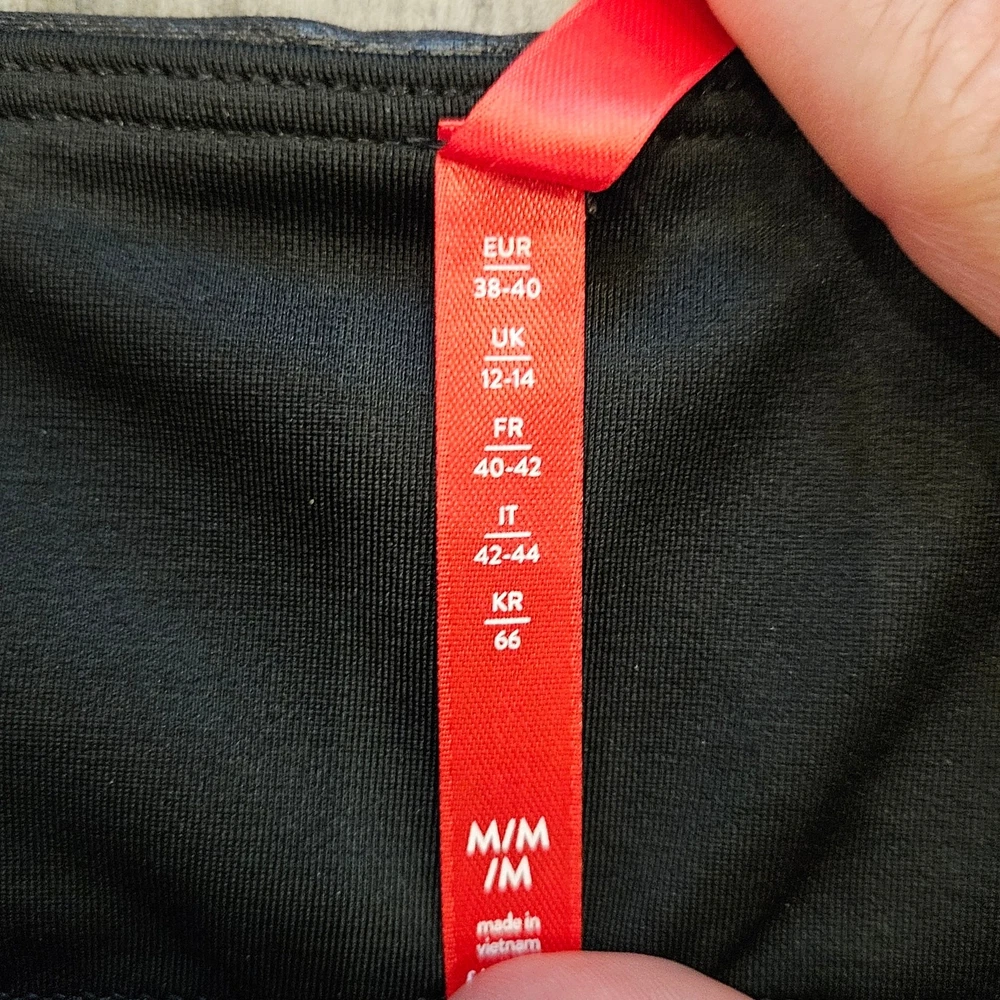 EUR
38-40
UK
12-14
FR
40-42
IT
42-44
KR
66
M/M
/M
made in
vietnam